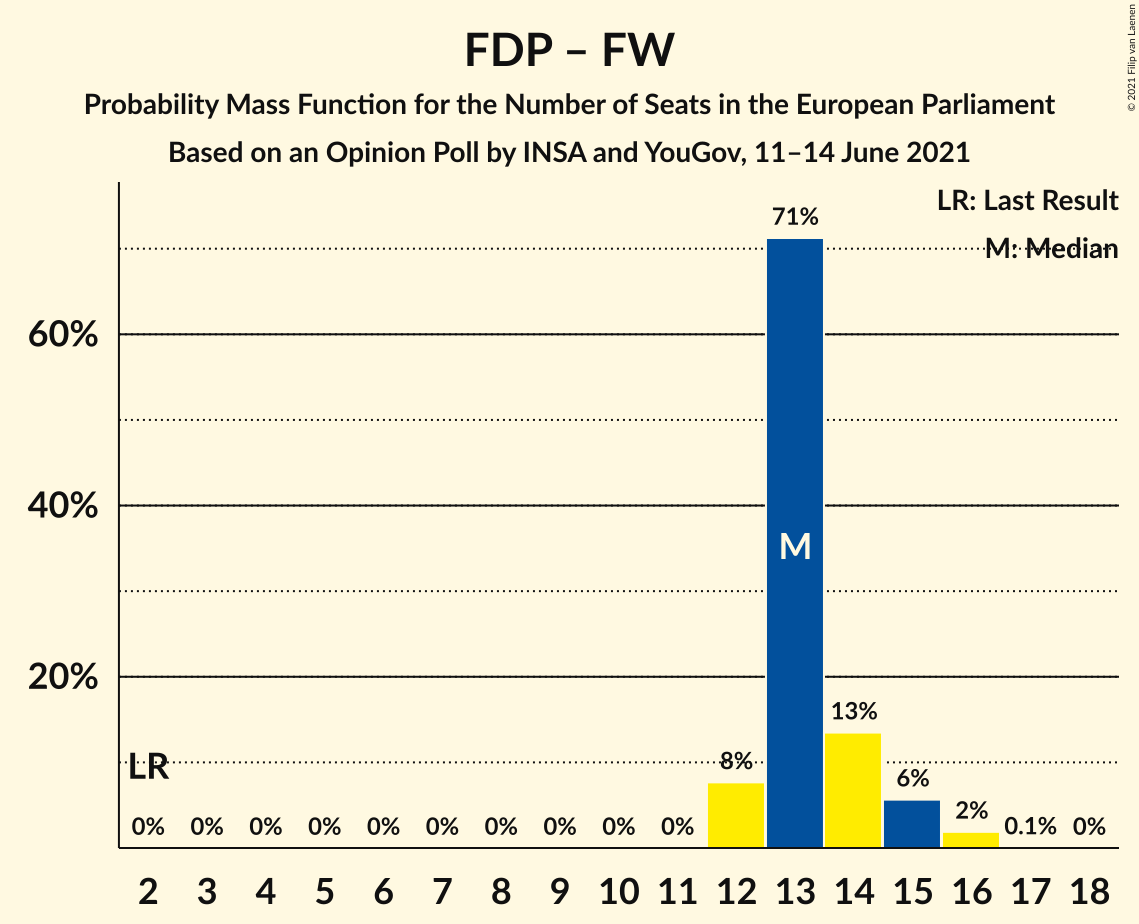 FDP – FW
Probability Mass Function for the Number of Seats in the European Parliament
Based on an Opinion Poll by INSA and YouGov, 11–14 June 2021
© 2021 Filip van Laenen
LR: Last Result
M: Median
60%
40%
20%
71%
M
13%
8%
6%
2%
LR
0% 0% 0% 0% 0% 0% 0% 0% 0% 0% 0.1% 0%
2 3 4 5 6 7 8 9 10 11 12 13 14 15 16 17 18